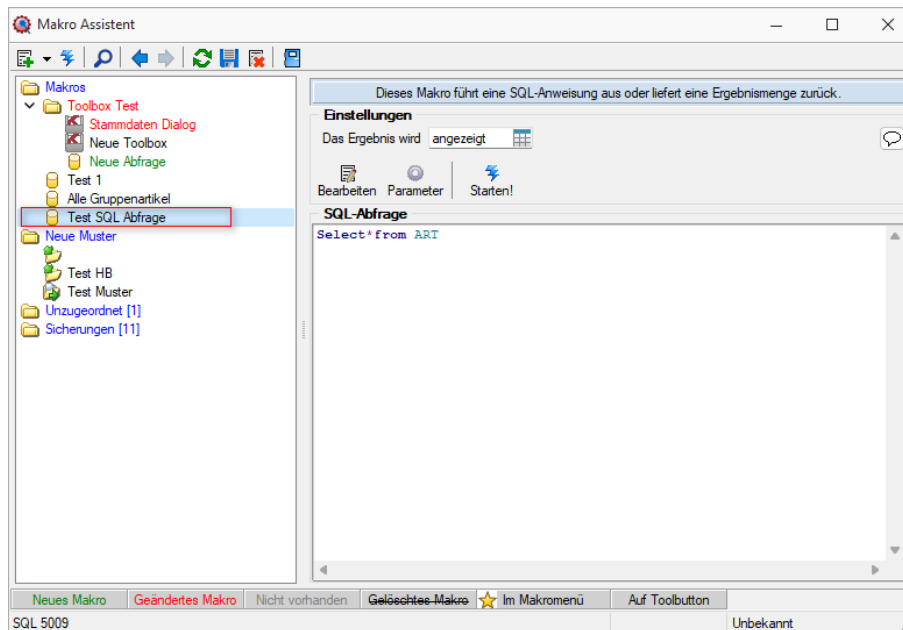 Makro Assistent
Makros
Toolbox Test
Stammdaten Dialog
Neue Toolbox
Neue Abfrage
Test 1
Alle Gruppenartikel
Test SQL Abfrage
Neue Muster
Test HB
Test Muster
Unzugeordnet [1]
Sicherungen [11]
Dieses Makro führt eine SQL-Anweisung aus oder liefert eine Ergebnismenge zurück.
Einstellungen
Das Ergebnis wird angezeigt
Bearbeiten Parameter Starten!
SQL-Abfrage
Select*from ART
Neues Makro Geändertes Makro Nicht vorhanden Gelöschtes Makro Im Makromenü Auf Toolbutton
SQL 5009 Unbekannt